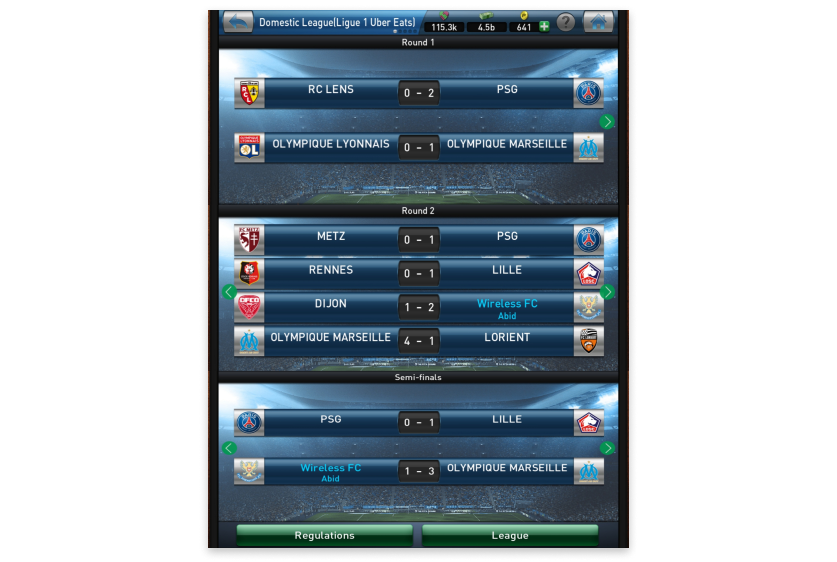 Domestic League(Ligue 1 Uber Eats)
115.3k 4.5b 641
?
Round 1
RC LENS 0 - 2 PSG
OLYMPIQUE LYONNAIS 0 - 1 OLYMPIQUE MARSEILLE
Round 2
METZ 0 - 1 PSG
RENNES 0 - 1 LILLE
DIJON 1 - 2 Wireless FC
Abid
OLYMPIQUE MARSEILLE 4 - 1 LORIENT
Semi-finals
PSG 0 - 1 LILLE
Wireless FC 1 - 3 OLYMPIQUE MARSEILLE
Abid
Regulations League